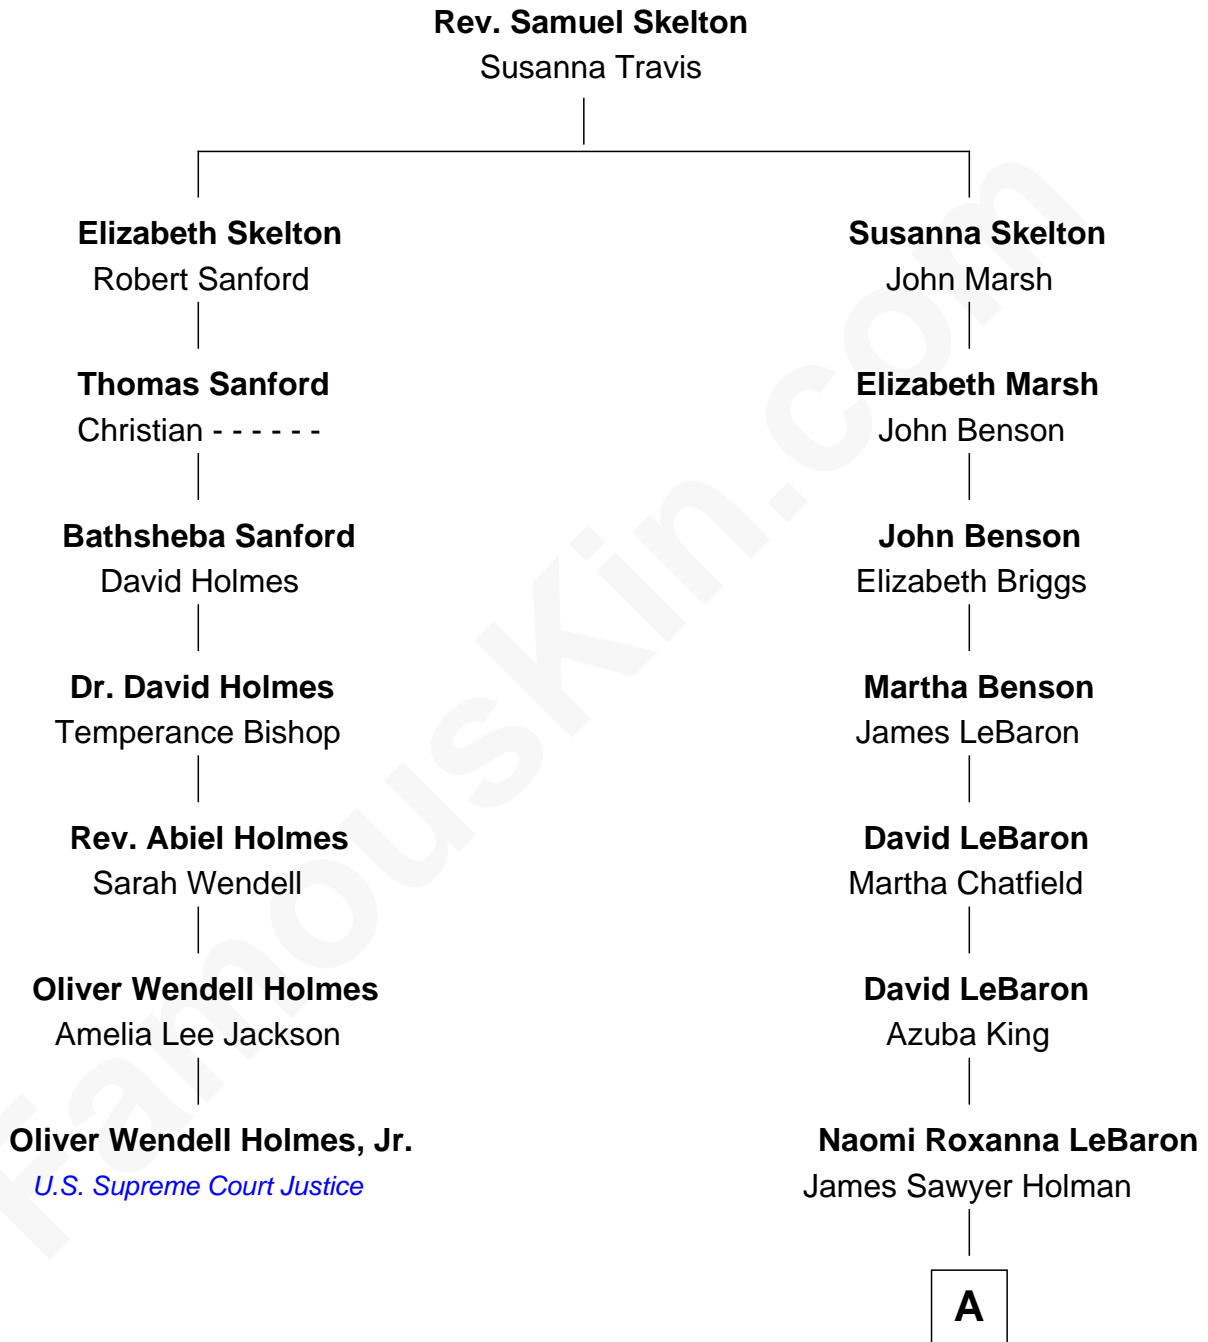 Rev. Samuel Skelton
Susanna Travis
Elizabeth Skelton
Robert Sanford
Susanna Skelton
John Marsh
Thomas Sanford
Christian - - - - - -
Elizabeth Marsh
John Benson
Bathsheba Sanford
David Holmes
John Benson
Elizabeth Briggs
Dr. David Holmes
Temperance Bishop
Martha Benson
James LeBaron
Rev. Abiel Holmes
Sarah Wendell
David LeBaron
Martha Chatfield
Oliver Wendell Holmes
Amelia Lee Jackson
David LeBaron
Azuba King
Oliver Wendell Holmes, Jr.
U.S. Supreme Court Justice
Naomi Roxanna LeBaron
James Sawyer Holman
A
FamousKin.com